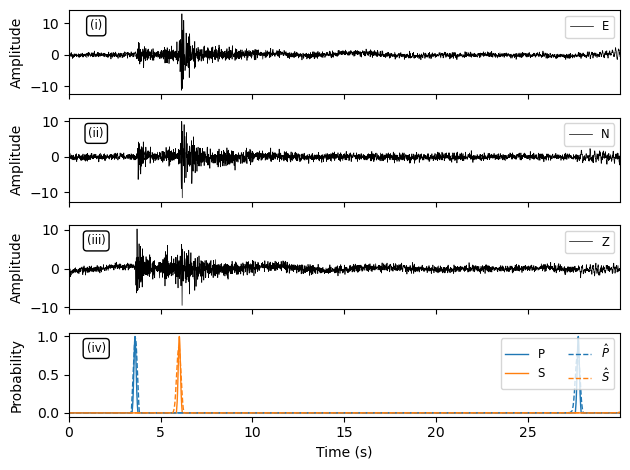 (i)
E
Amplitude
10
0
−10
(ii)
N
Amplitude
10
0
−10
(iii)
Z
Amplitude
10
0
−10
(iv)
P
S
P̂
Ŝ
Probability
1.0
0.5
0.0
0 5 10 15 20 25
Time (s)